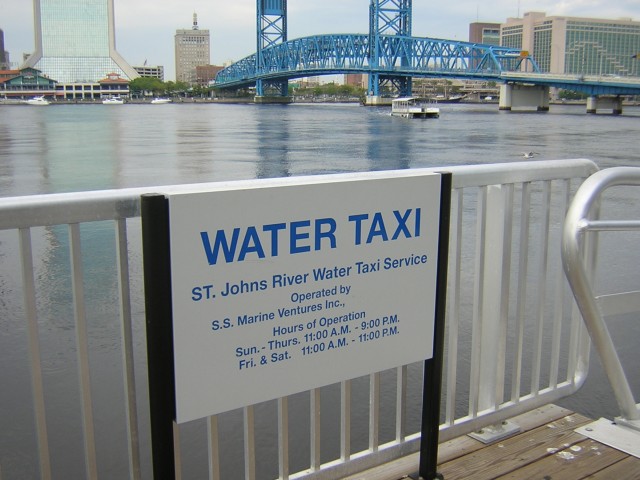 WATER TAXI
ST. Johns River Water Taxi Service
Operated by
S.S. Marine Ventures Inc.,
Hours of Operation
Sun. - Thurs. 11:00 A.M. - 9:00 P.M.
Fri. & Sat. 11:00 A.M. - 11:00 P.M.